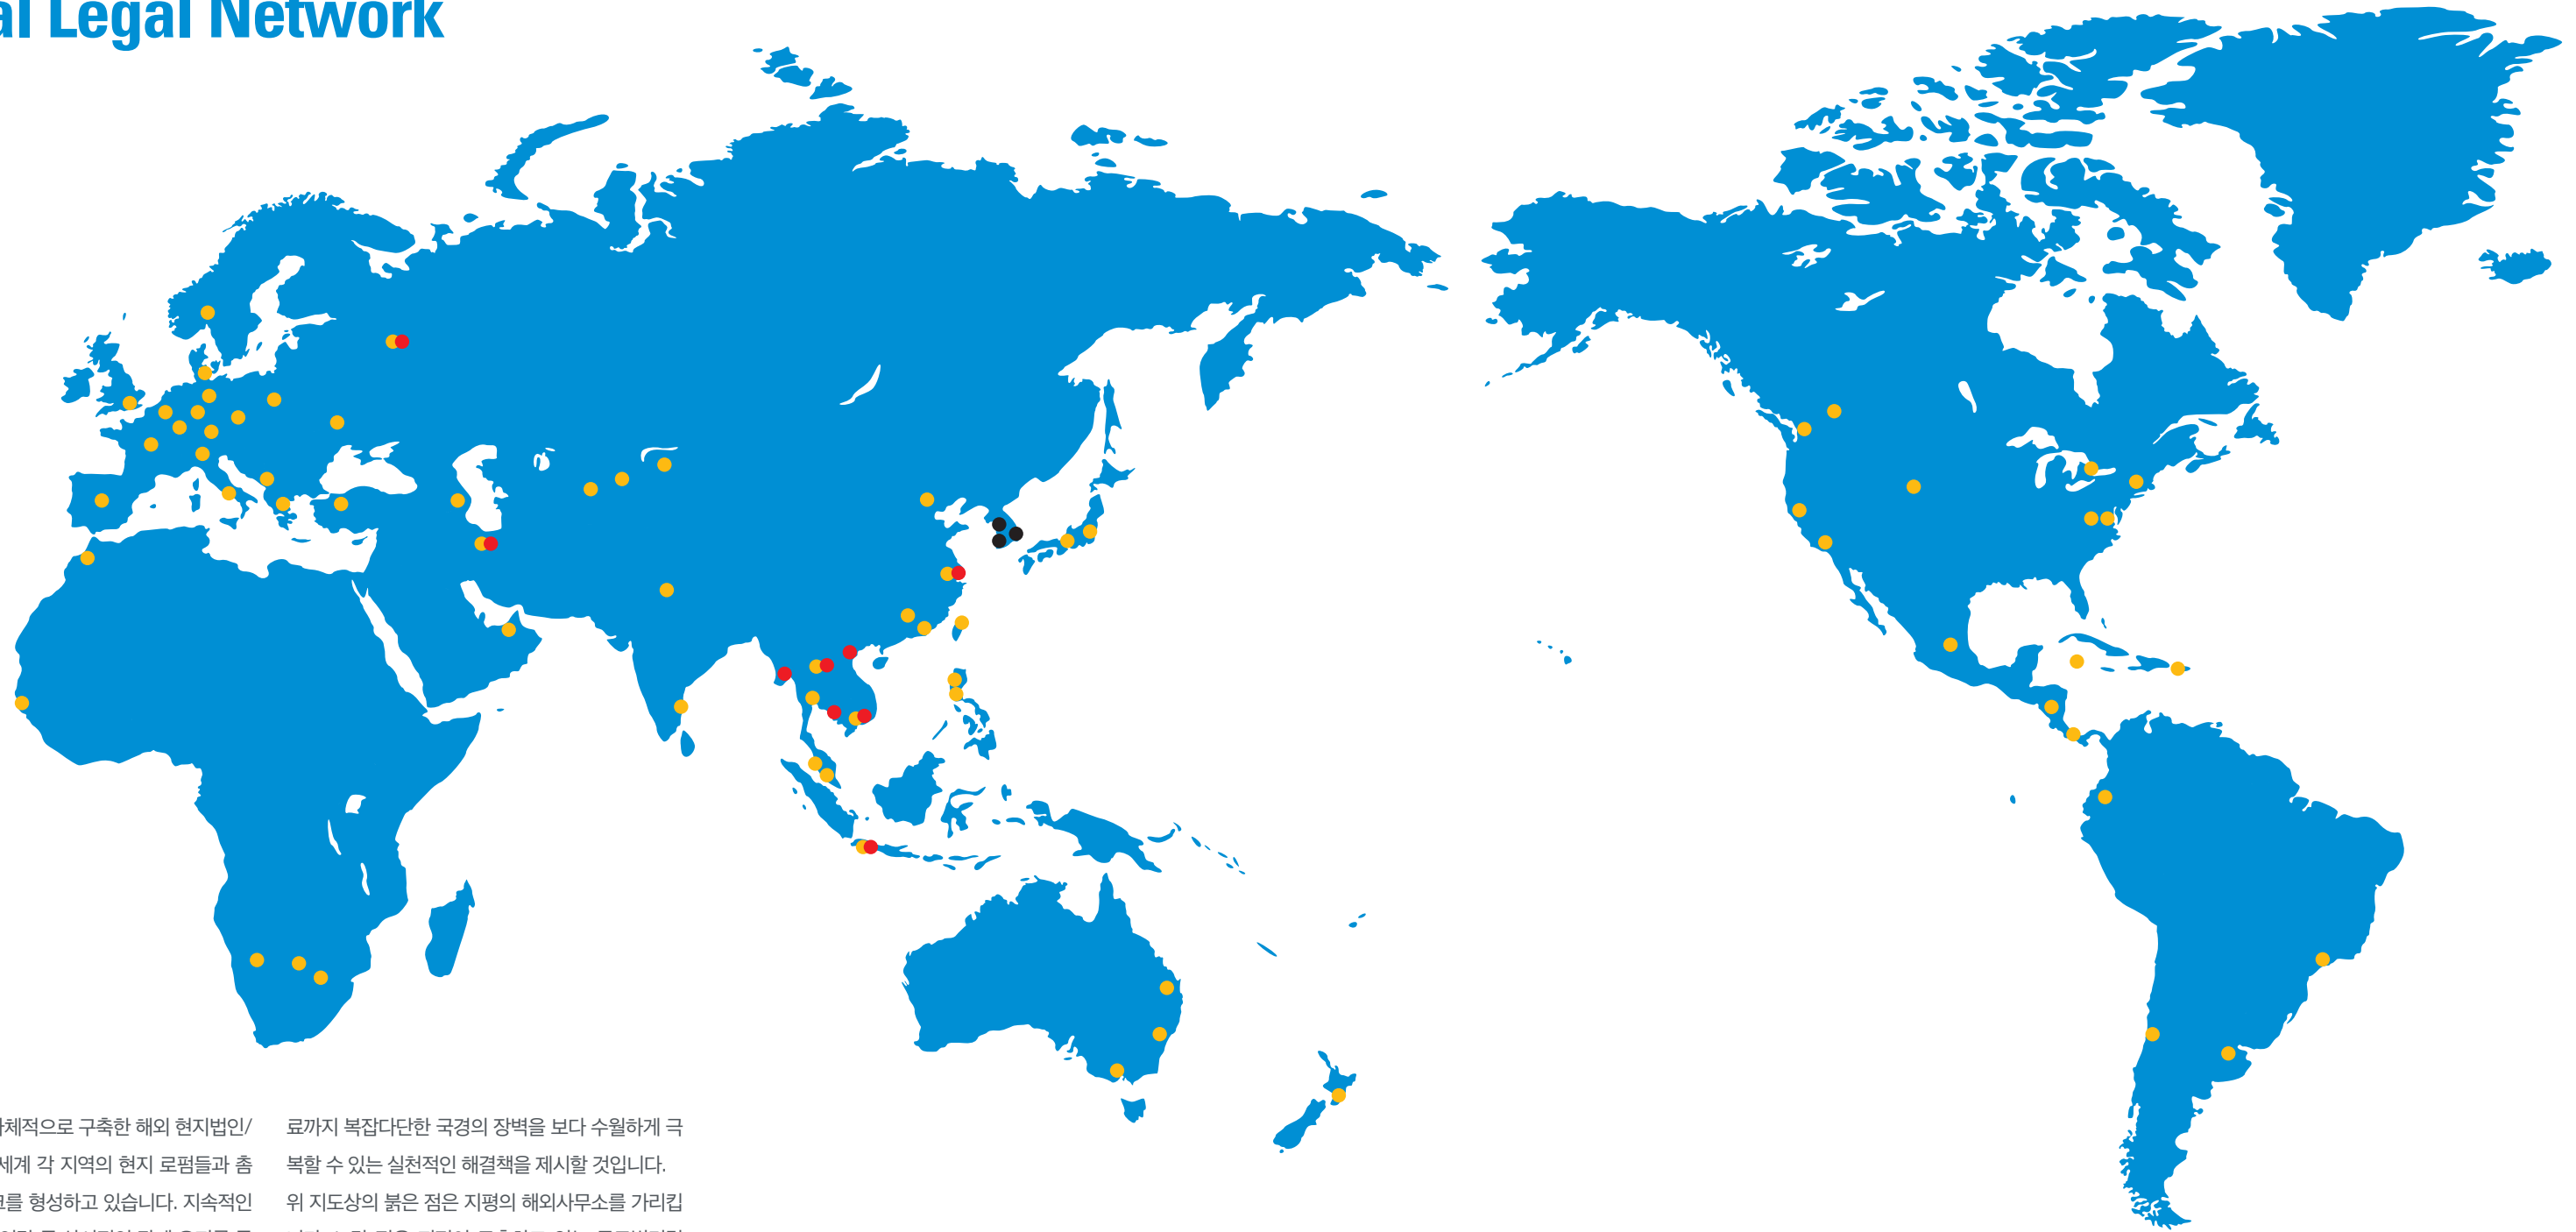 al Legal Network
체적으로 구축한 해외 현지법인/
세계 각 지역의 현지 로펌들과 촘
를 형성하고 있습니다. 지속적인
료까지 복잡다단한 국경의 장벽을 보다 수월하게 극
복할 수 있는 실천적인 해결책을 제시할 것입니다.
위 지도상의 붉은 점은 지평의 해외사무소를 가리킵